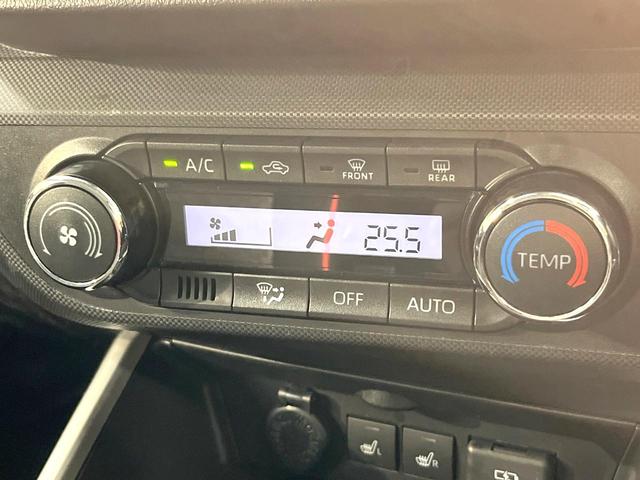 A/C
FRONT
REAR
25.5
TEMP
OFF
AUTO
L
R